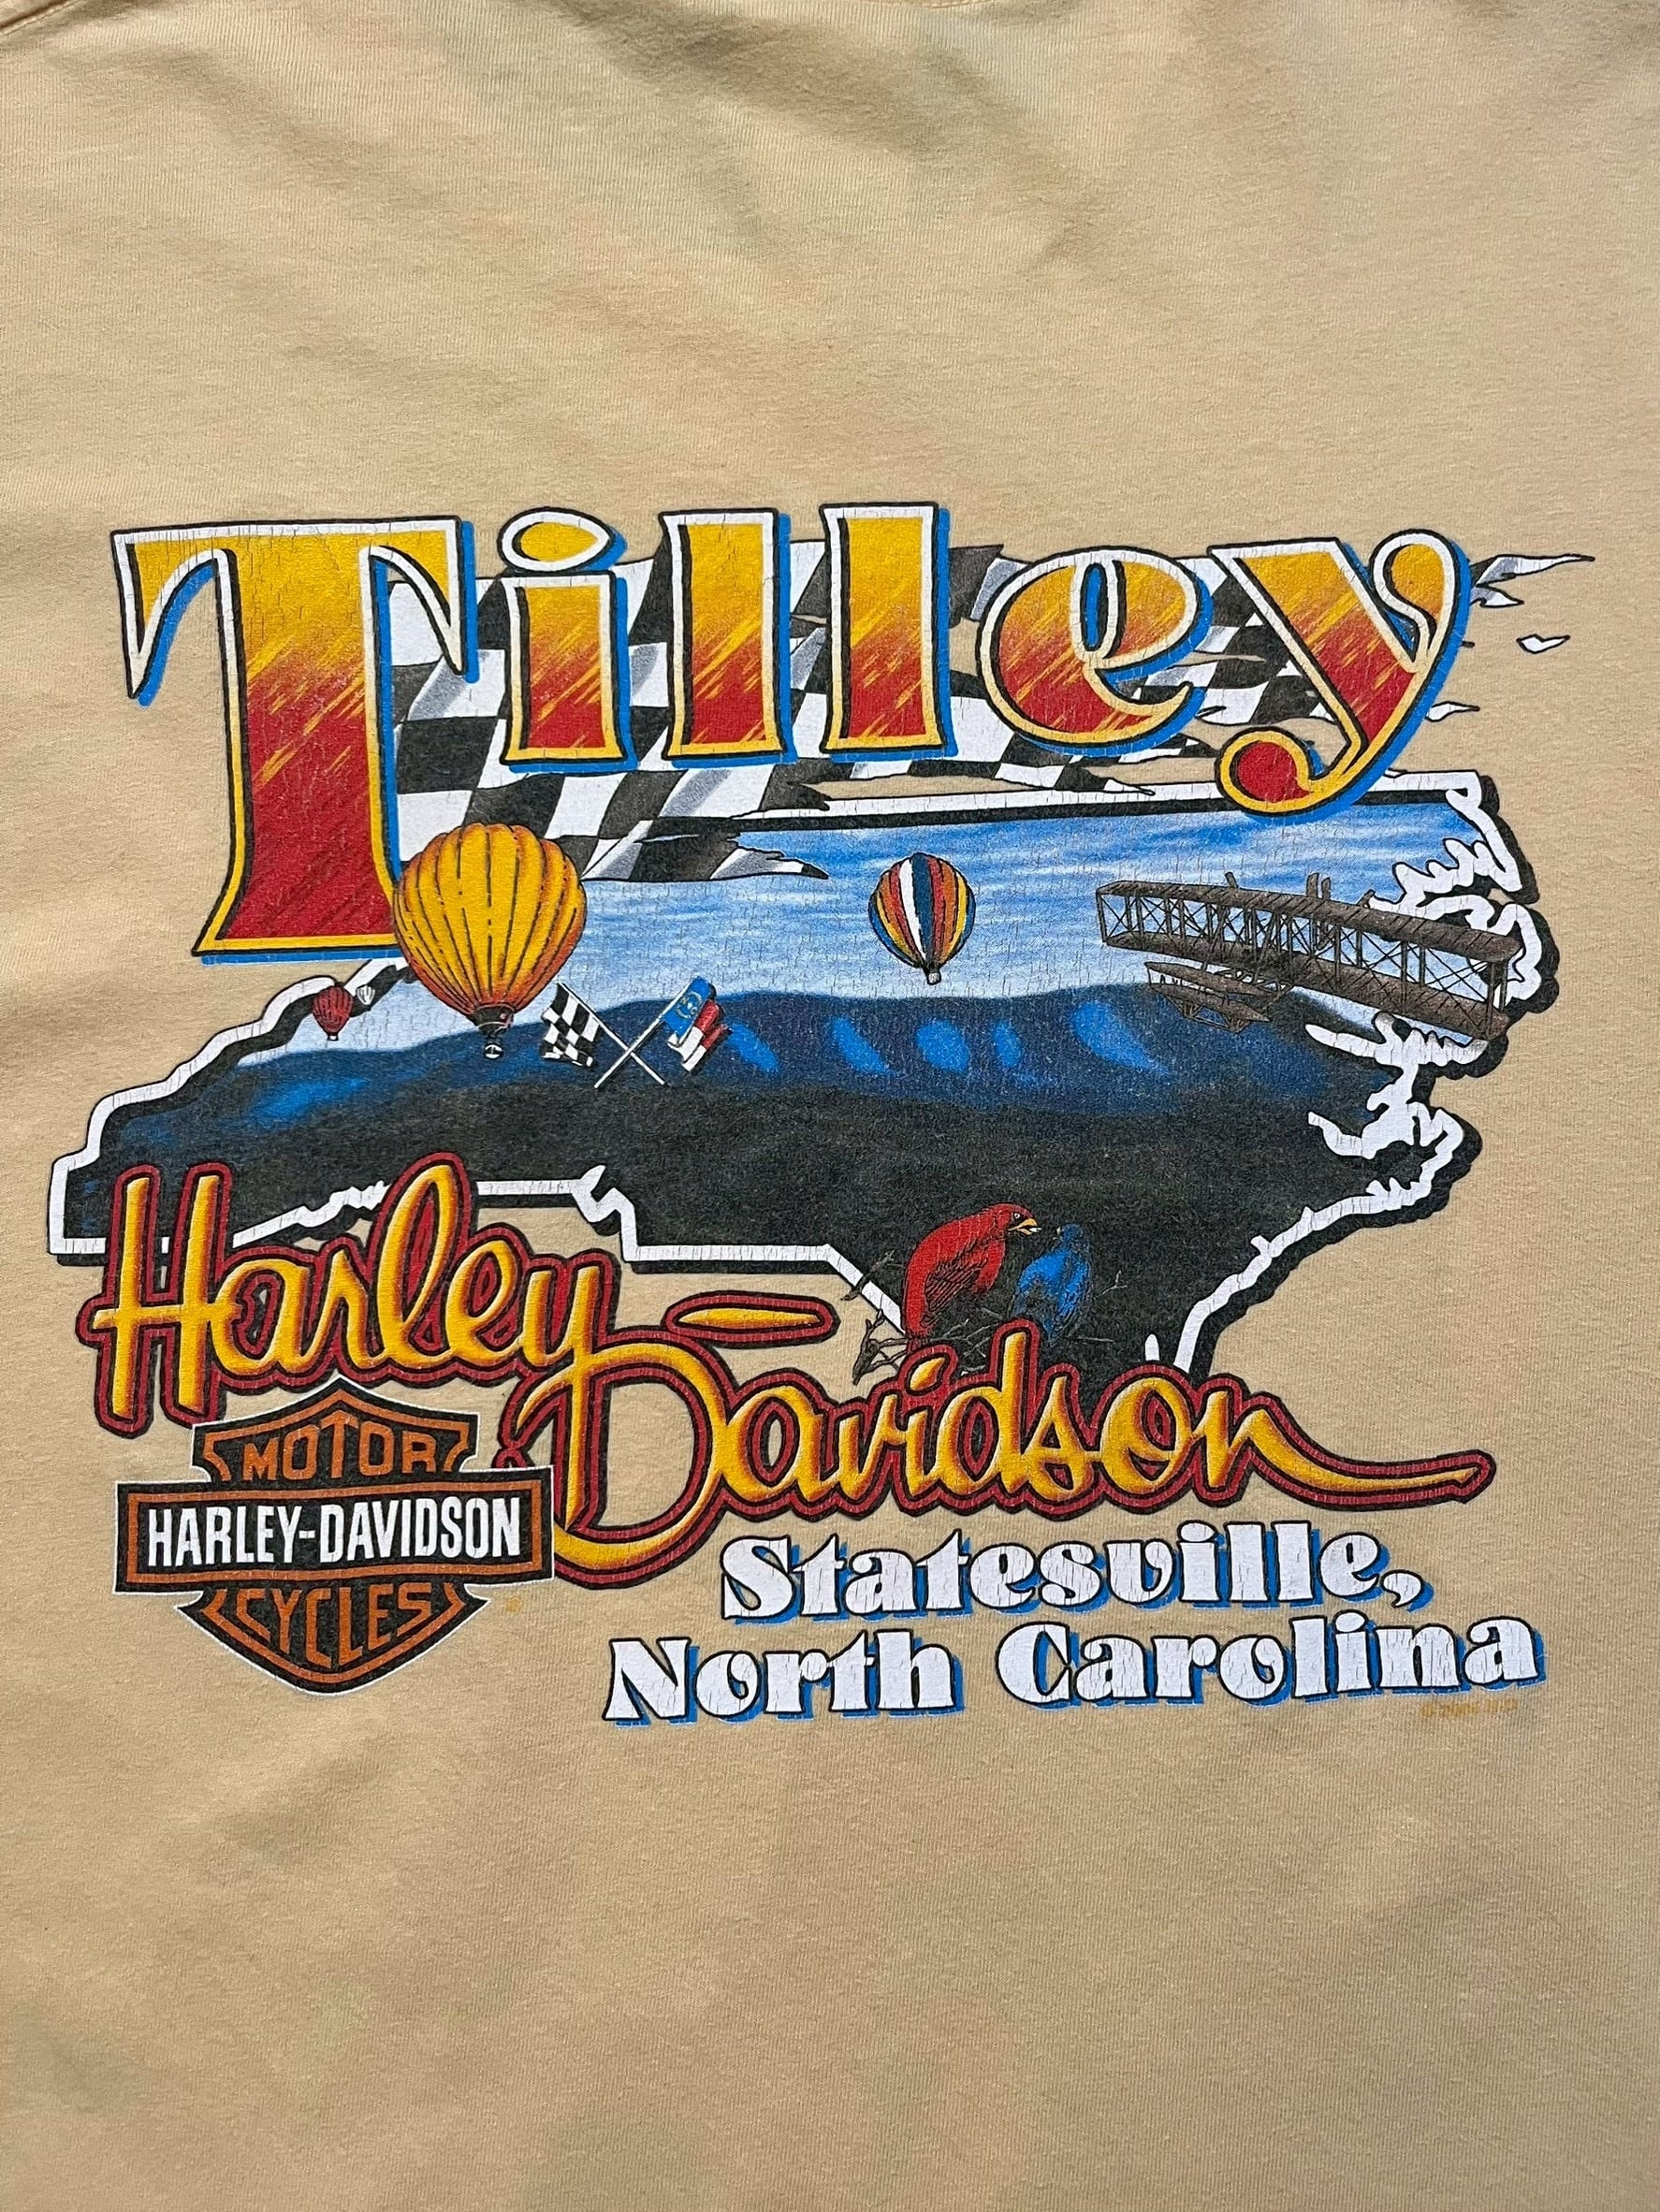 Tilley
Harley-Davidson
MOTOR
HARLEY-DAVIDSON
CYCLES
Statesville,
North Carolina